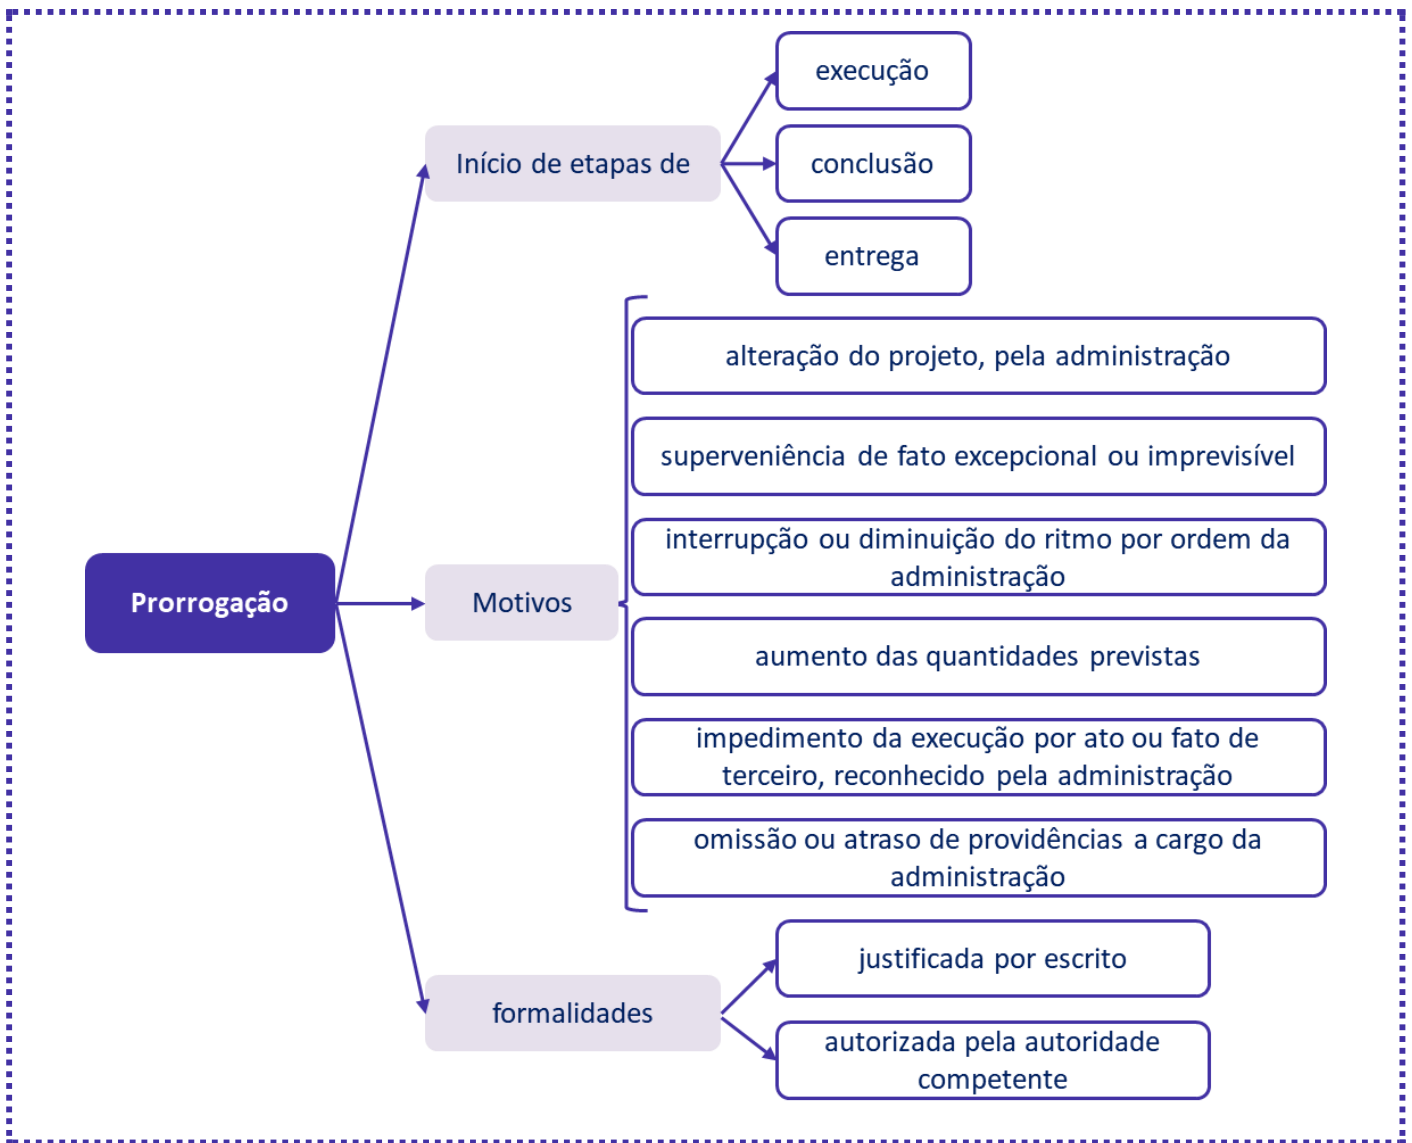 execução
Início de etapas de
conclusão
entrega
alteração do projeto, pela administração
superveniência de fato excepcional ou imprevisível
interrupção ou diminuição do ritmo por ordem da
administração
Prorrogação
Motivos
aumento das quantidades previstas
impedimento da execução por ato ou fato de
terceiro, reconhecido pela administração
omissão ou atraso de providências a cargo da
administração
justificada por escrito
formalidades
autorizada pela autoridade
competente